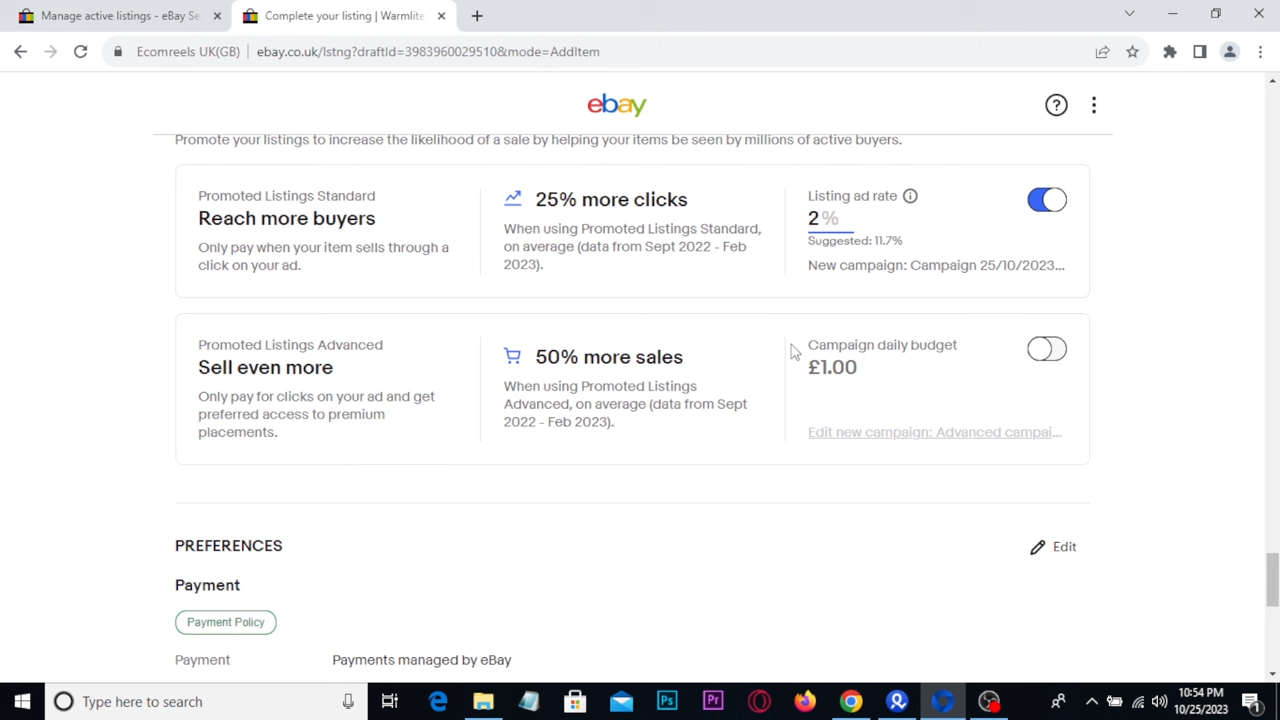 Manage active listings - eBay Se
Complete your listing | Warmlite
Ecomreels UK(GB)
ebay.co.uk/lstng?draftId=3983960029510&mode=AddItem
ebay
Promote your listings to increase the likelihood of a sale by helping your items be seen by millions of active buyers.
Promoted Listings Standard
Reach more buyers
Only pay when your item sells through a
click on your ad.
25% more clicks
When using Promoted Listings Standard,
on average (data from Sept 2022 - Feb
2023).
Listing ad rate
2%
Suggested: 11.7%
New campaign: Campaign 25/10/2023...
Promoted Listings Advanced
Sell even more
Only pay for clicks on your ad and get
preferred access to premium
placements.
50% more sales
When using Promoted Listings
Advanced, on average (data from Sept
2022 - Feb 2023).
Campaign daily budget
£1.00
Edit new campaign: Advanced campai...
PREFERENCES
Edit
Payment
Payment Policy
Payment
Payments managed by eBay
Type here to search
Ps
Pr
10:54 PM
10/25/2023
1